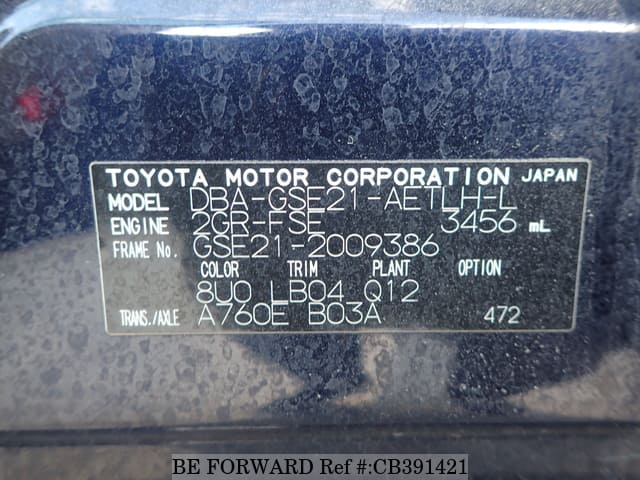 TOYOTA MOTOR CORPORATION JAPAN
MODEL DBA-GSE21-AETLH-L
ENGINE 2GR-FSE 3456 mL
FRAME No. GSE21-2009386
COLOR TRIM PLANT OPTION
8U0 LB04 Q12
TRANS./AXLE A760E B03A 472
BE FORWARD Ref #:CB391421